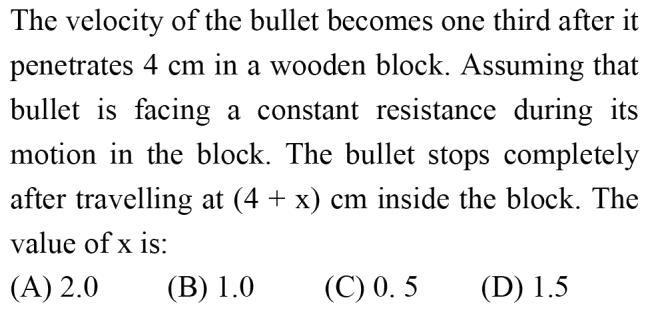 The velocity of the bullet becomes one third after it
penetrates 4 cm in a wooden block. Assuming that
bullet is facing a constant resistance during its
motion in the block. The bullet stops completely
after travelling at (4 + x) cm inside the block. The
value of x is:
(A) 2.0 (B) 1.0 (C) 0. 5 (D) 1.5